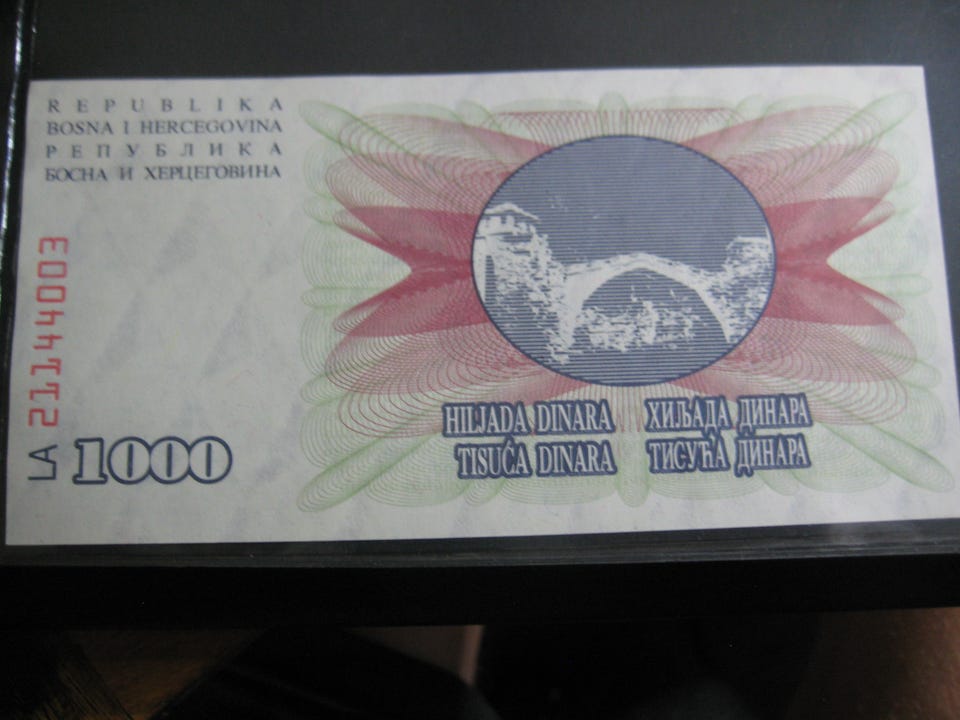 REPUBLIKA
BOSNA I HERCEGOVINA
РЕПУБЛИКА
БОСНА И ХЕРЦЕГОВИНА
LA 21144003
1000
HILJADA DINARA ХИЉАДА ДИНАРА
TISUĆA DINARA ТИСУЋА ДИНАРА